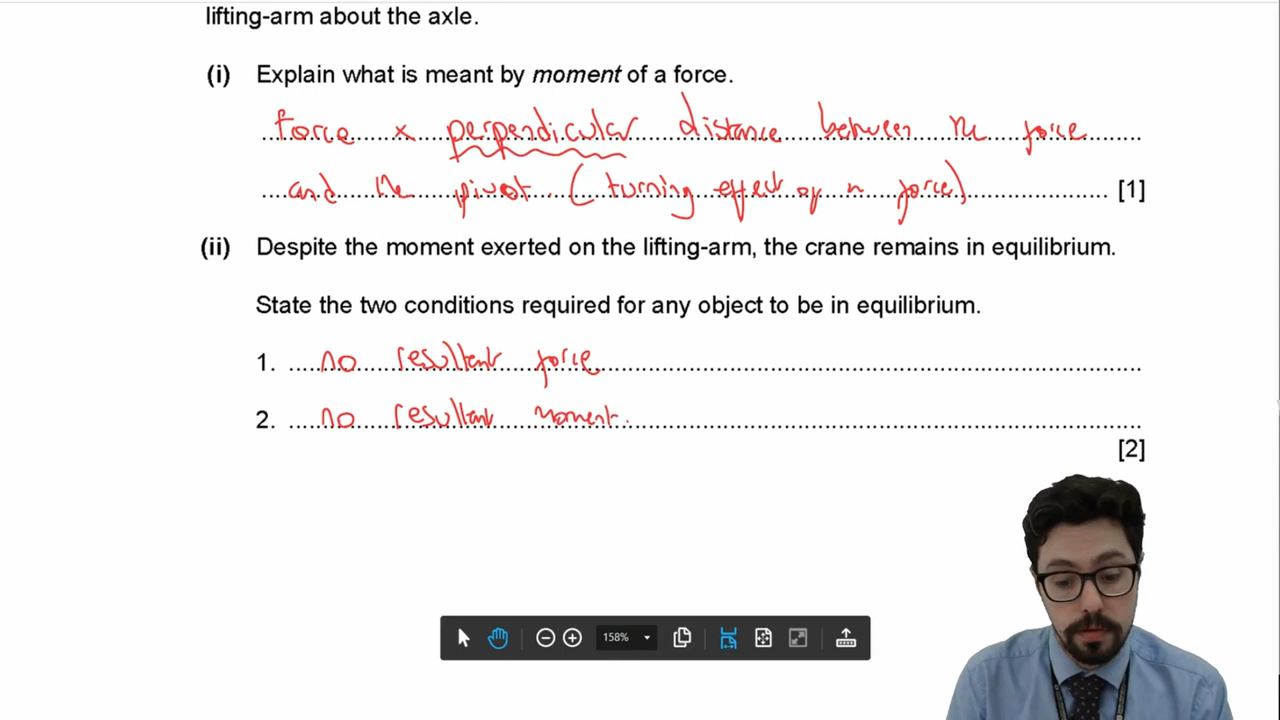 lifting-arm about the axle.
(i) Explain what is meant by moment of a force.
force x perpendicular distance between the force
and the pivot. (turning effect of a force) [1]
(ii) Despite the moment exerted on the lifting-arm, the crane remains in equilibrium.
State the two conditions required for any object to be in equilibrium.
1. no resultant force
2. no resultant moment.
[2]
158%